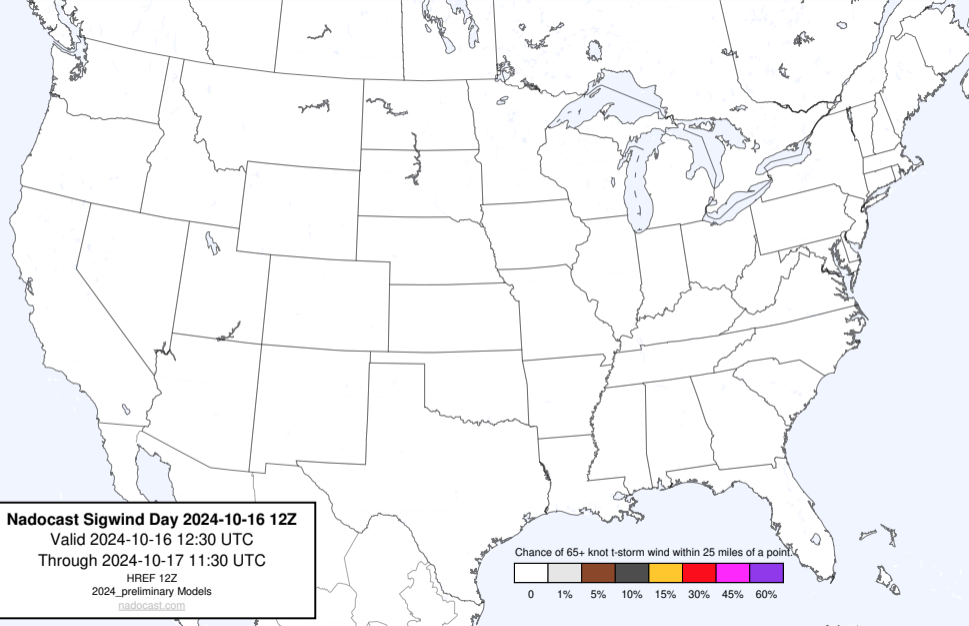 Nadocast Sigwind Day 2024-10-16 12Z
Valid 2024-10-16 12:30 UTC
Through 2024-10-17 11:30 UTC
HREF 12Z
2024_preliminary Models
nadocast.com
Chance of 65+ knot t-storm wind within 25 miles of a point.
0 1% 5% 10% 15% 30% 45% 60%